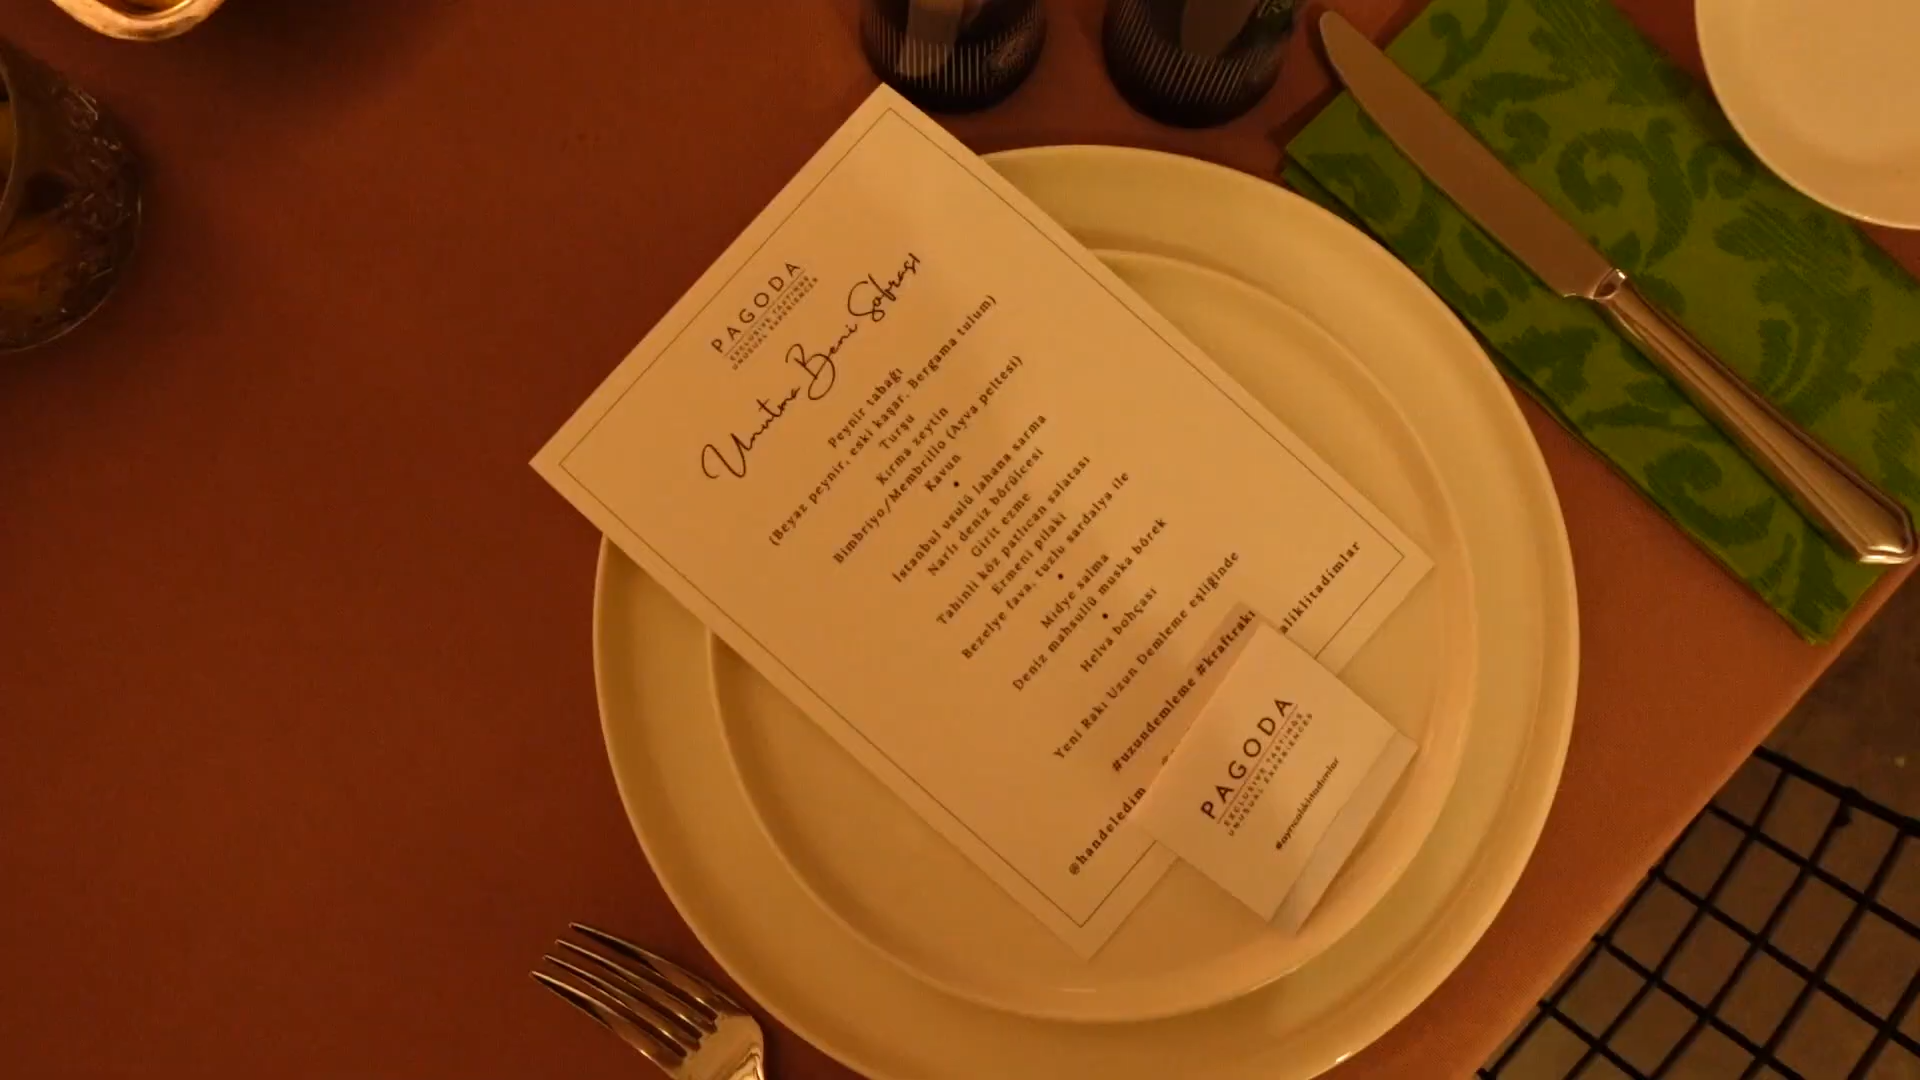 PAGODA
EXCLUSIVE TASTINGS
UNUSUAL EXPERIENCES
Unutma Beni Sofrası
Peynir tabağı
(Beyaz peynir, eski kaşar, Bergama tulum)
Turşu
Kırma zeytin
Bimbriyo/Membrillo (Ayva peltesi)
Kavun
•
İstanbul usulü lahana sarma
Narlı deniz börülcesi
Girit ezme
Tahinli köz patlıcan salatası
Ermeni pilaki
Bezelye fava, tuzlu sardalya ile
•
Midye salma
Deniz mahsullü muska börek
•
Helva bohçası
Yeni Rakı Uzun Demleme eşliğinde
#uzundemleme #kraftrakı
@handeledim
aliklitadimlar
PAGODA
EXCLUSIVE TASTINGS
UNUSUAL EXPERIENCES
#ayricaliklitadimlar